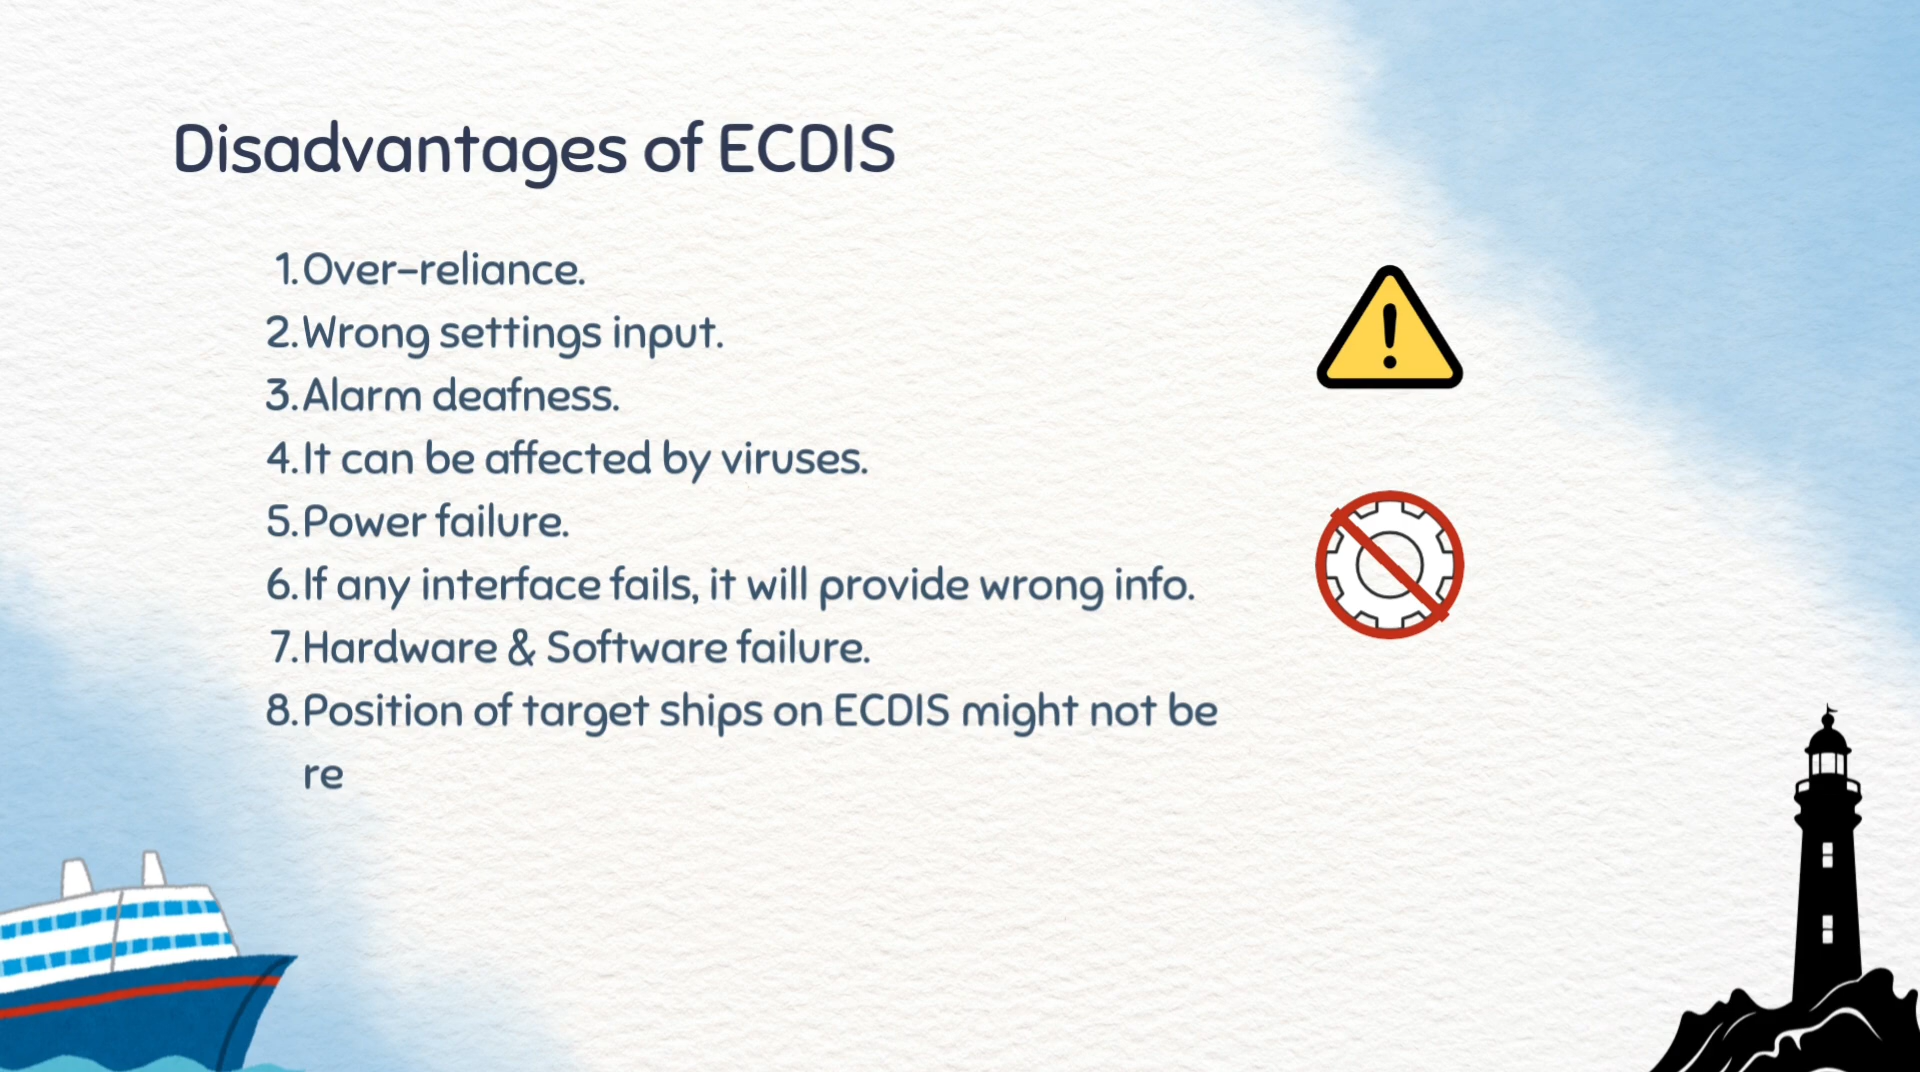 Disadvantages of ECDIS
1. Over-reliance.
2. Wrong settings input.
3. Alarm deafness.
4. It can be affected by viruses.
5. Power failure.
6. If any interface fails, it will provide wrong info.
7. Hardware & Software failure.
8. Position of target ships on ECDIS might not be
re